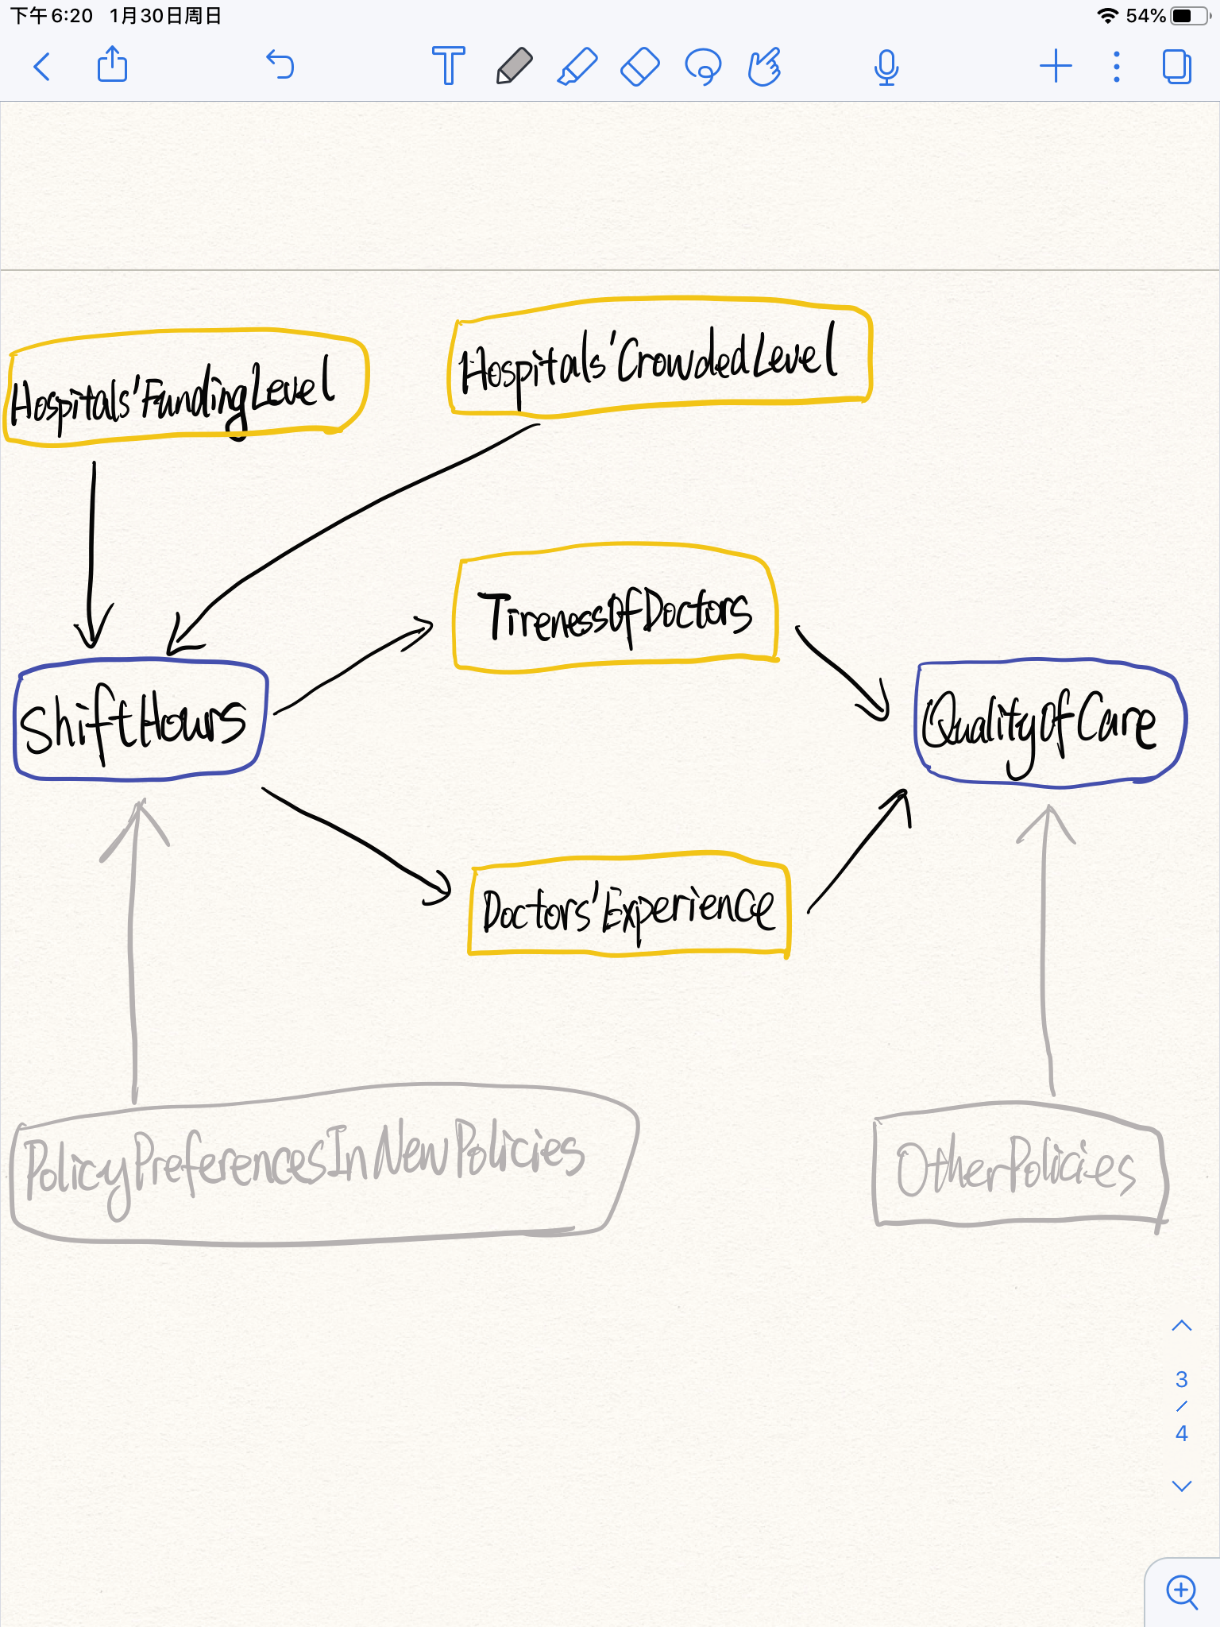 下午6:20 1月30日周日
54%
Hospitals'FundingLevel
Hospitals'CrowdedLevel
TirenessOfDoctors
ShiftHours
QualityOfCare
Doctors'Experience
PolicyPreferencesInNewPolicies
OtherPolicies
3
/
4